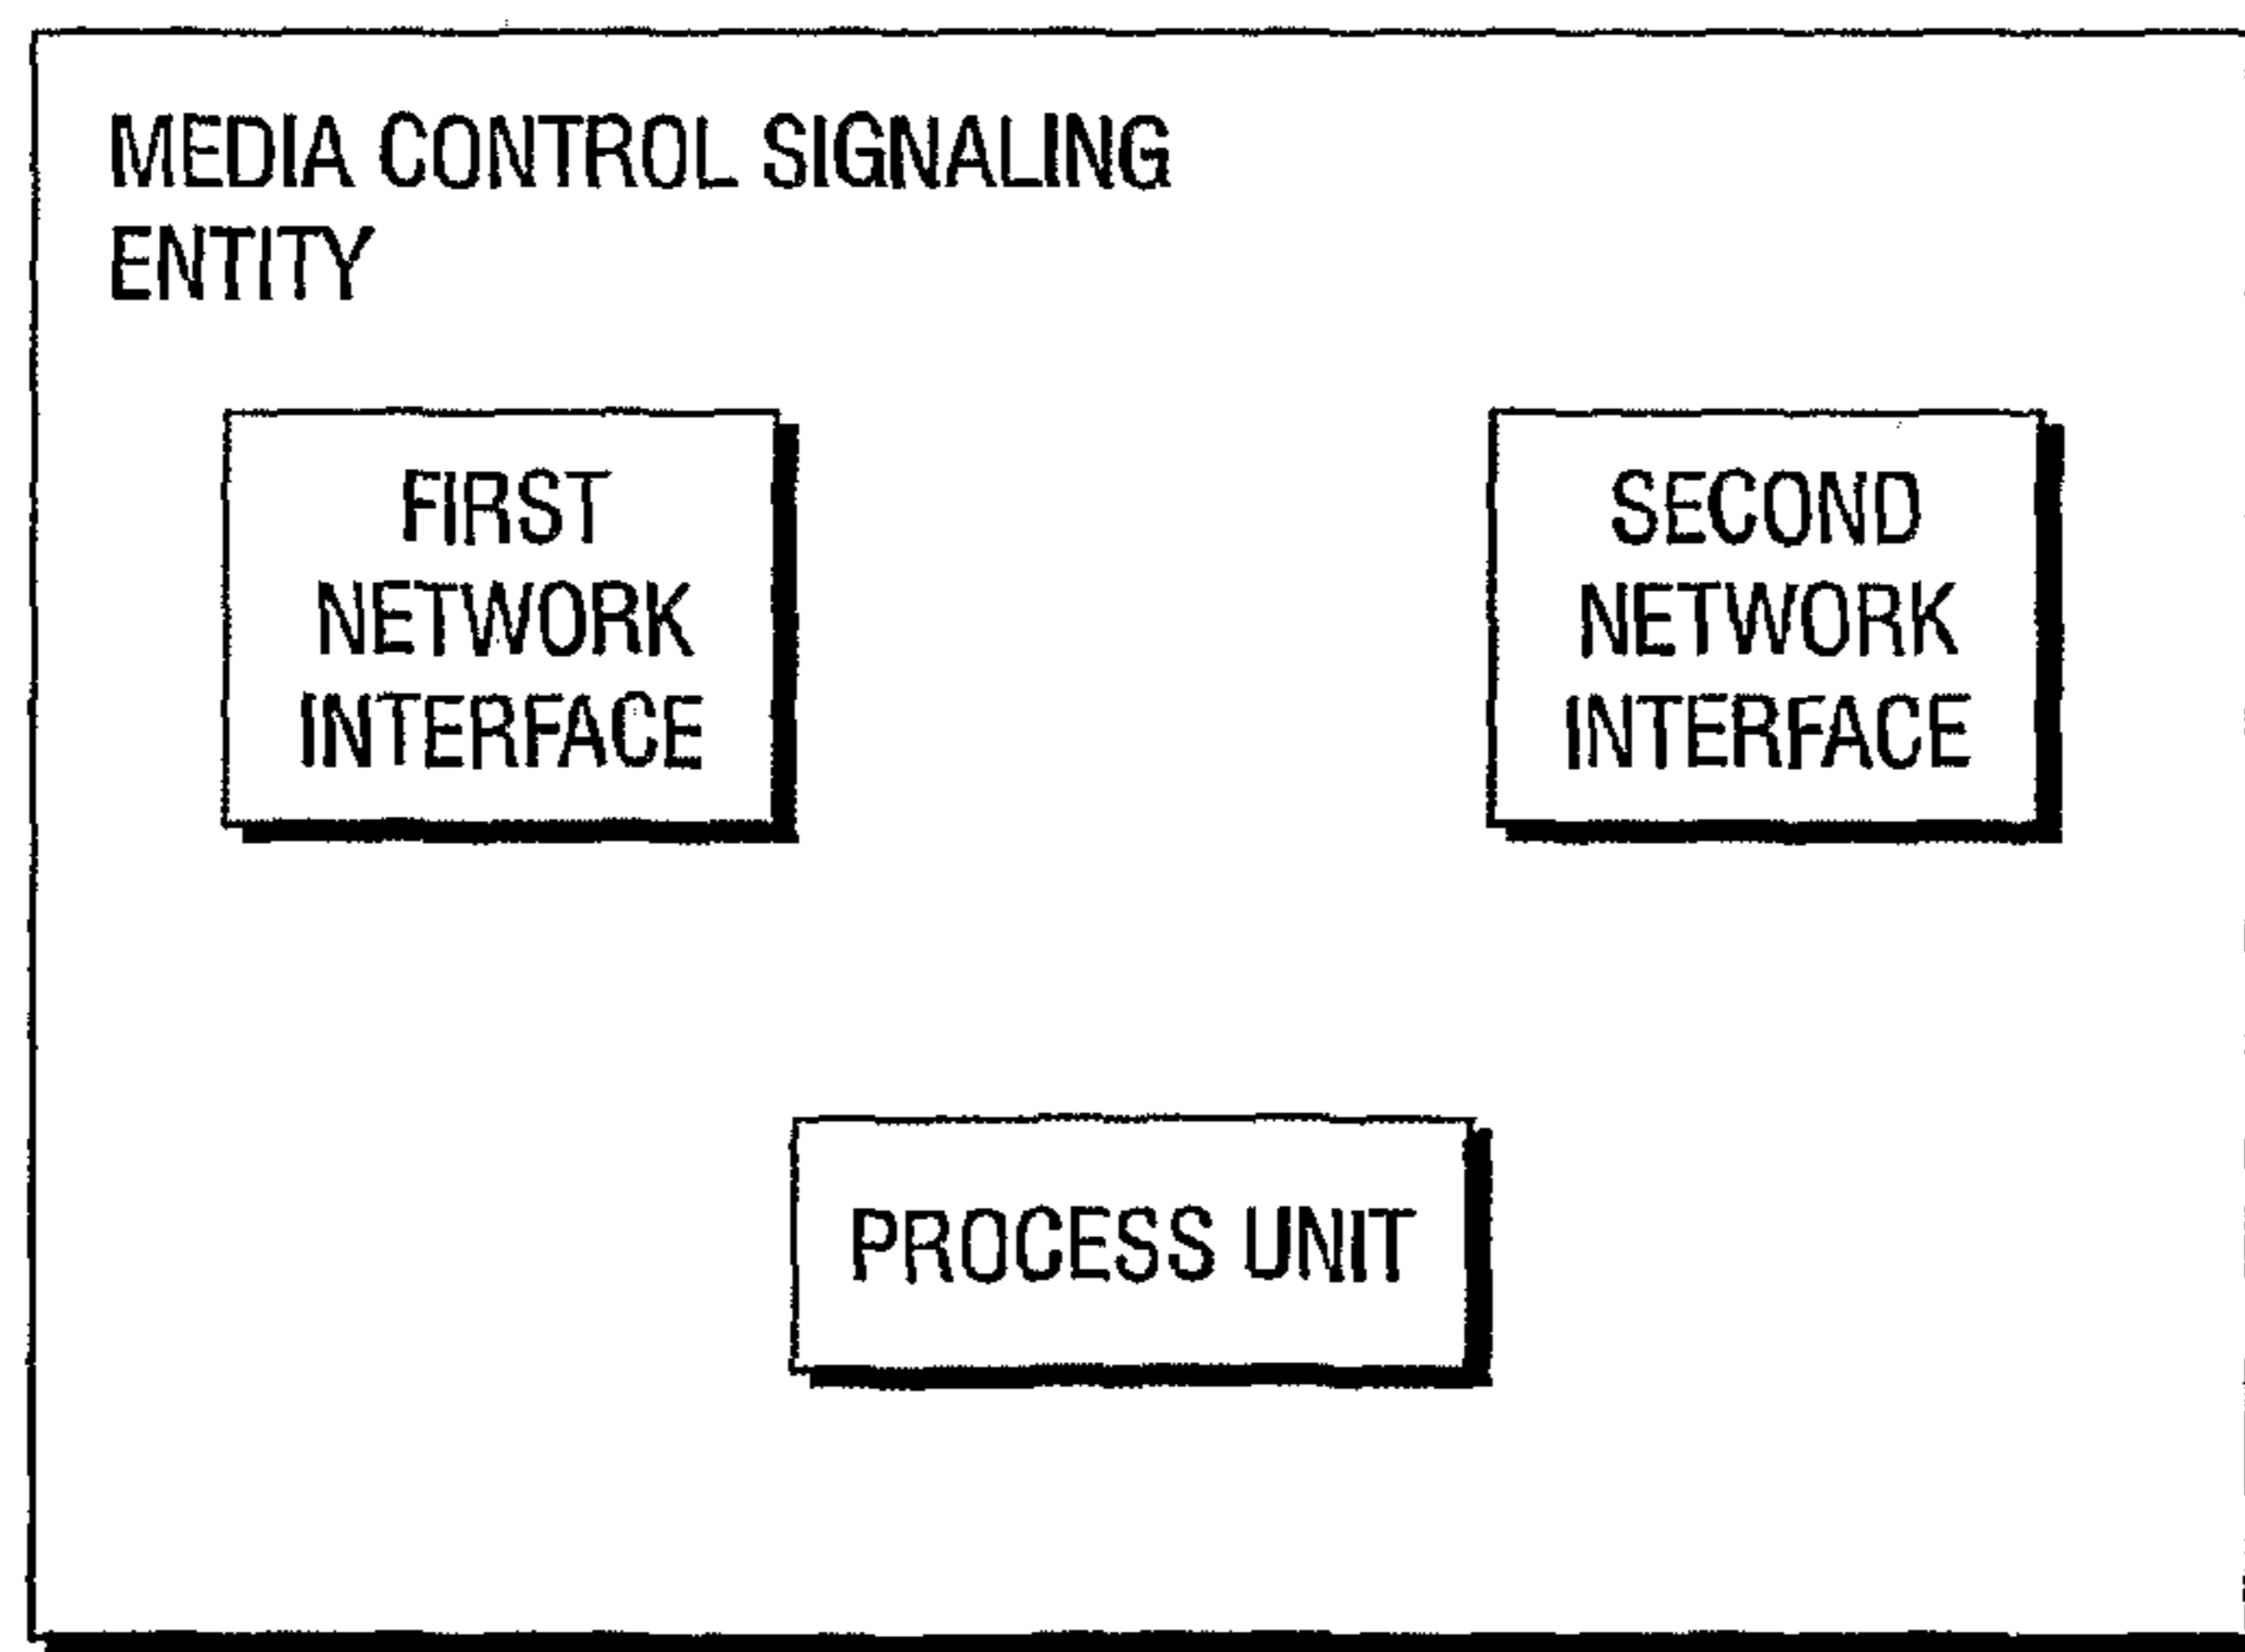 MEDIA CONTROL SIGNALING
ENTITY
FIRST
NETWORK
INTERFACE
SECOND
NETWORK
INTERFACE
PROCESS UNIT